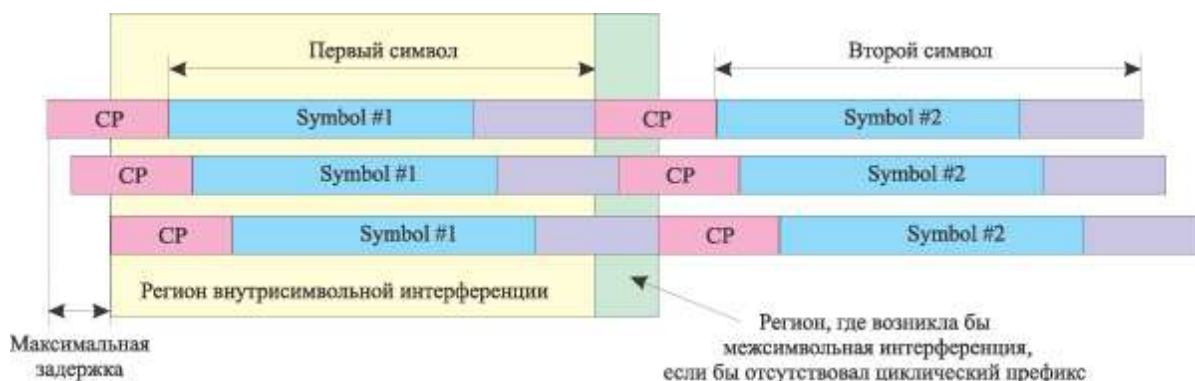 Первый символ
Второй символ
CP Symbol #1 CP Symbol #2
CP Symbol #1 CP Symbol #2
CP Symbol #1 CP Symbol #2
Регион внутрисимвольной интерференции
Максимальная
задержка
Регион, где возникла бы
межсимвольная интерференция,
если бы отсутствовал циклический префикс